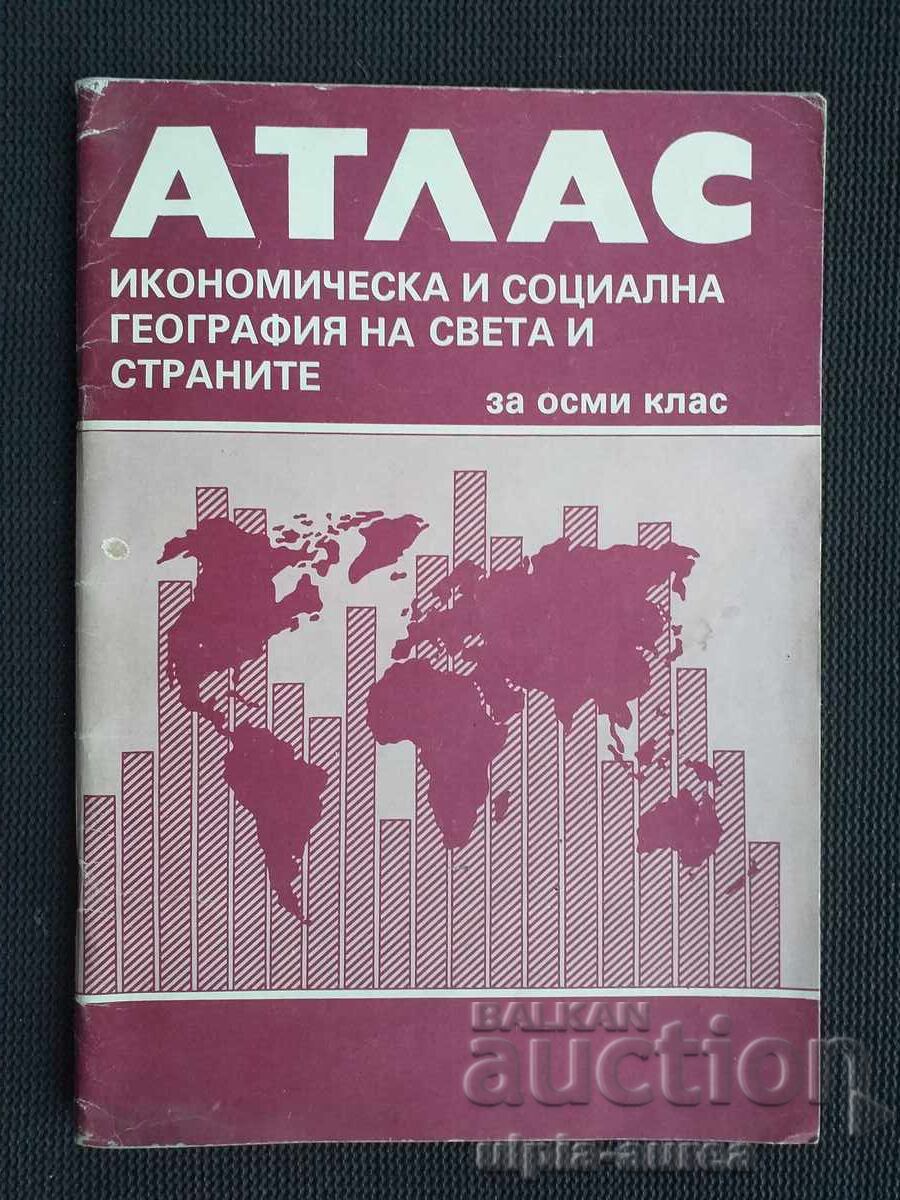 АТЛАС
ИКОНОМИЧЕСКА И СОЦИАЛНА
ГЕОГРАФИЯ НА СВЕТА И
СТРАНИТЕ
за осми клас
BALKAN
auction
ulpia-aurea